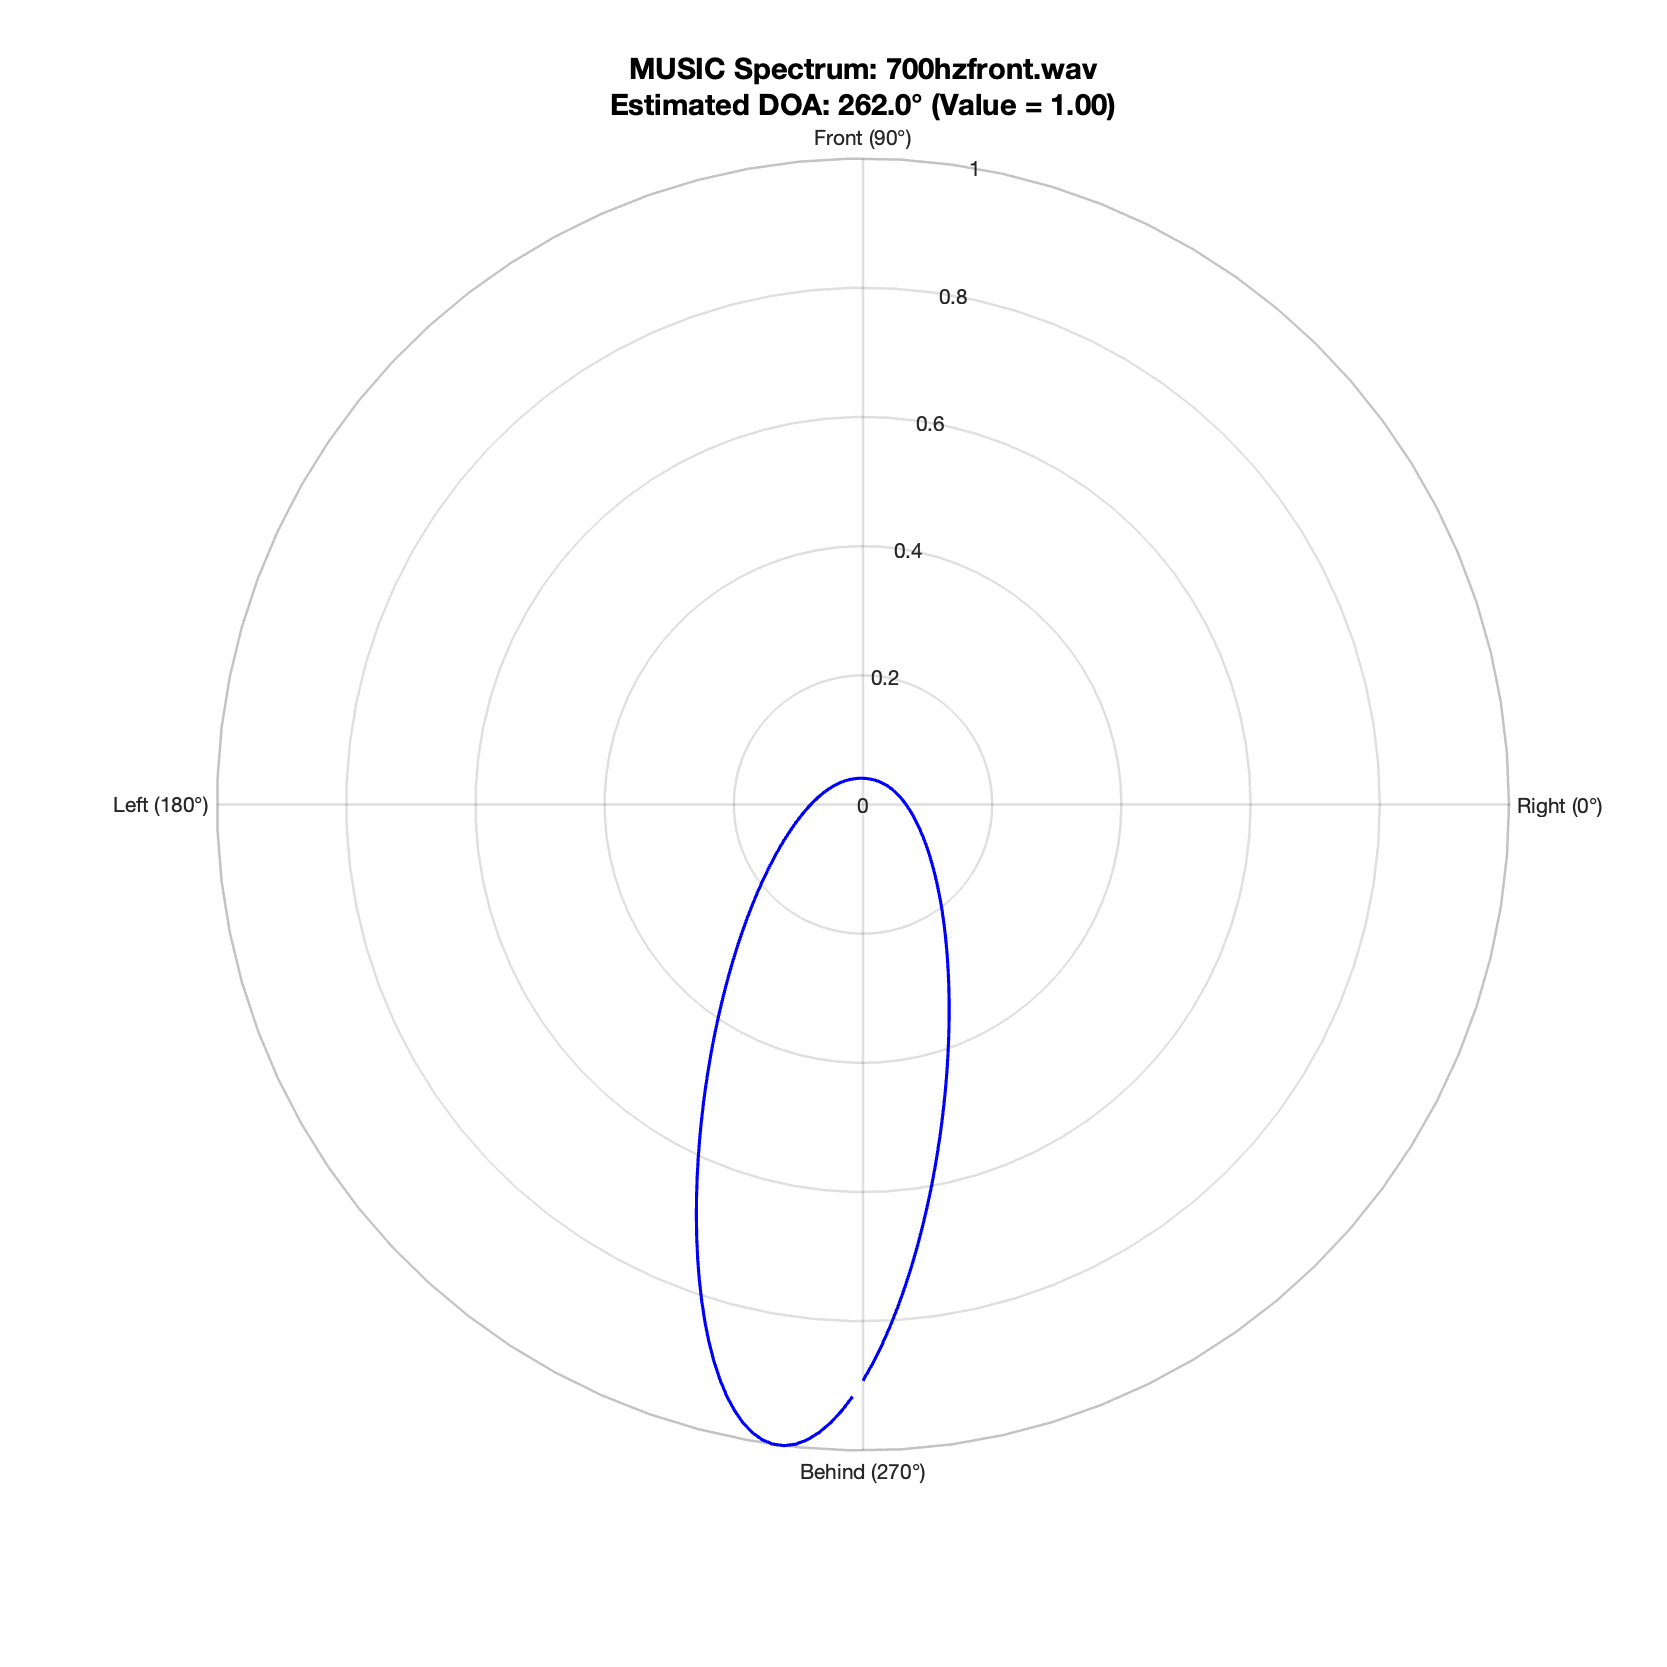 MUSIC Spectrum: 700hzfront.wav
Estimated DOA: 262.0° (Value = 1.00)
Front (90°)
1
0.8
0.6
0.4
0.2
Left (180°)
0
Right (0°)
Behind (270°)